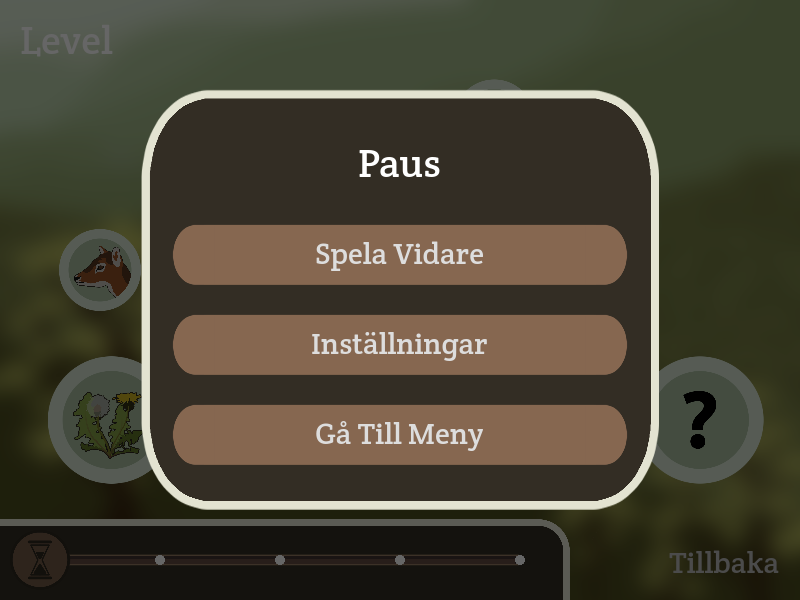 Level
Paus
Spela Vidare
Inställningar
Gå Till Meny
?
Tillbaka